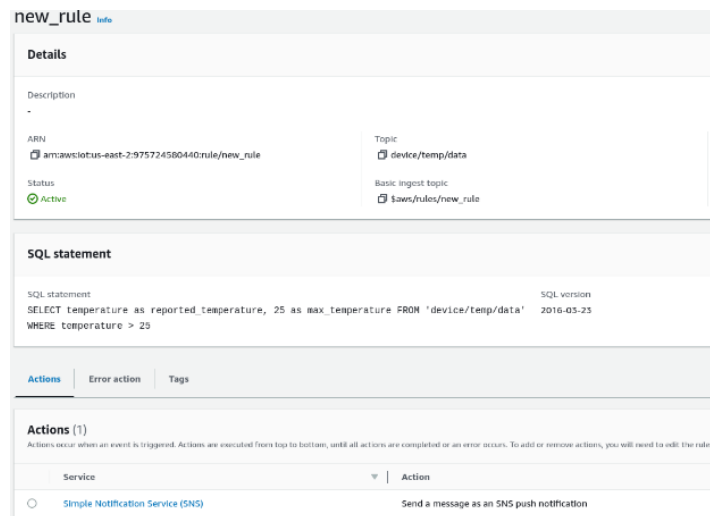 new_rule Info
Details
Description
-
ARN
arn:aws:iot:us-east-2:975724580440:rule/new_rule
Topic
device/temp/data
Status
Active
Basic ingest topic
$aws/rules/new_rule
SQL statement
SQL statement
SELECT temperature as reported_temperature, 25 as max_temperature FROM 'device/temp/data'
WHERE temperature > 25
SQL version
2016-03-23
Actions Error action Tags
Actions (1)
Actions occur when an event is triggered. Actions are executed from top to bottom, until all actions are completed or an error occurs. To add or remove actions, you will need to edit the rule
Service Action
Simple Notification Service (SNS) Send a message as an SNS push notification